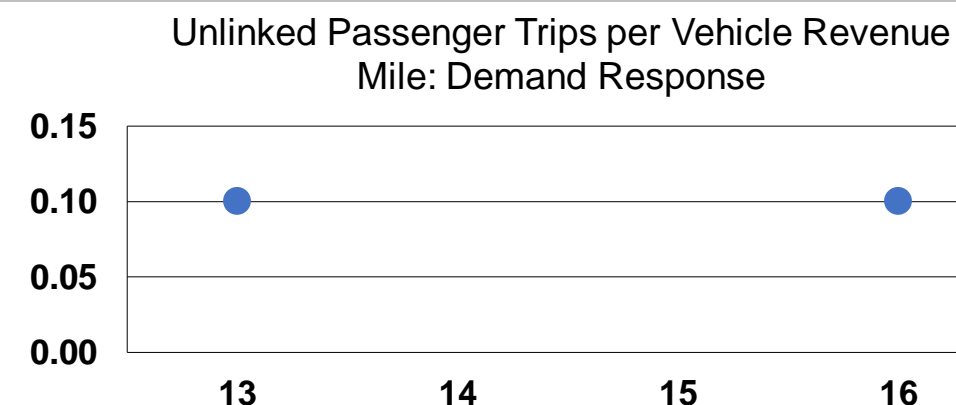 Unlinked Passenger Trips per Vehicle Revenue
Mile: Demand Response
0.15
0.10
0.05
0.00
13 14 15 16